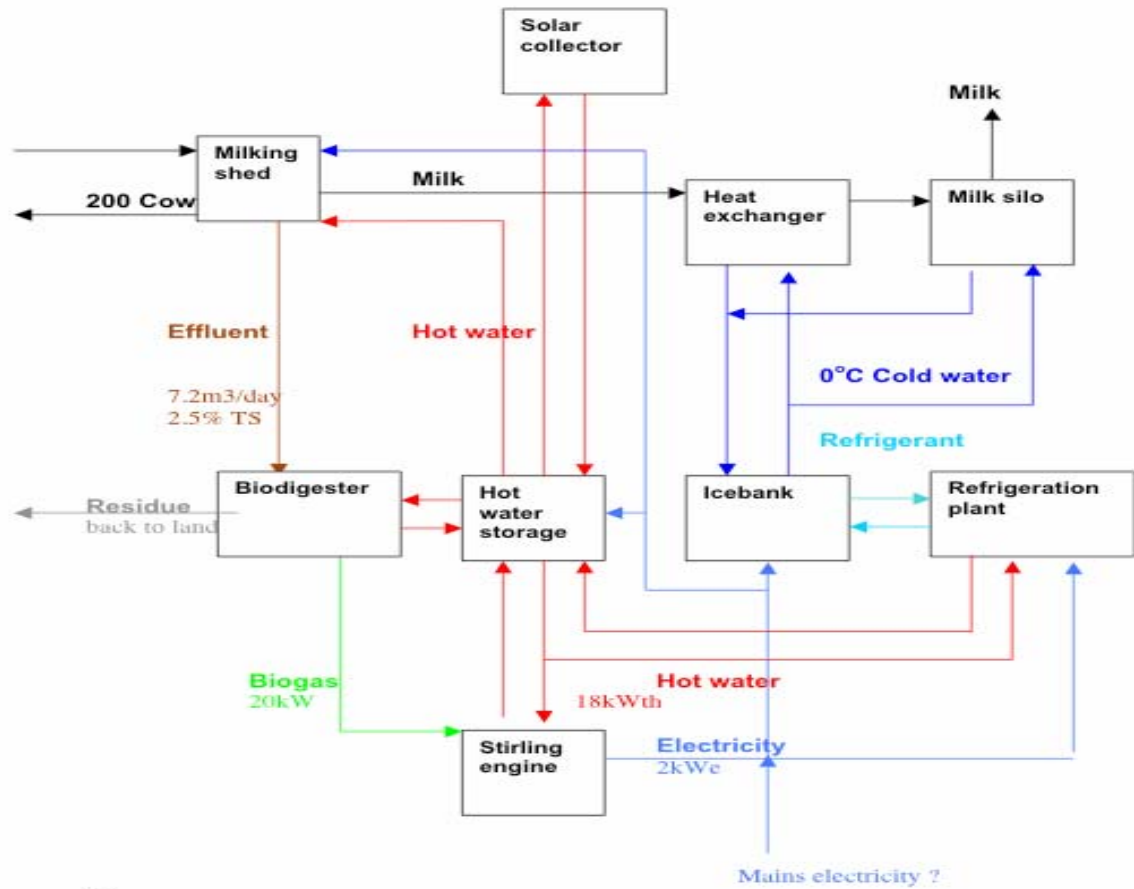 Solar
collector
Milk
Milking
shed
Milk
200 Cow
Heat
exchanger
Milk silo
Effluent
Hot water
7.2m3/day
2.5% TS
0°C Cold water
Refrigerant
Residue
back to land
Biodigester
Hot
water
storage
Icebank
Refrigeration
plant
Biogas
20kW
Hot water
18kWth
Stirling
engine
Electricity
2kWe
Mains electricity ?